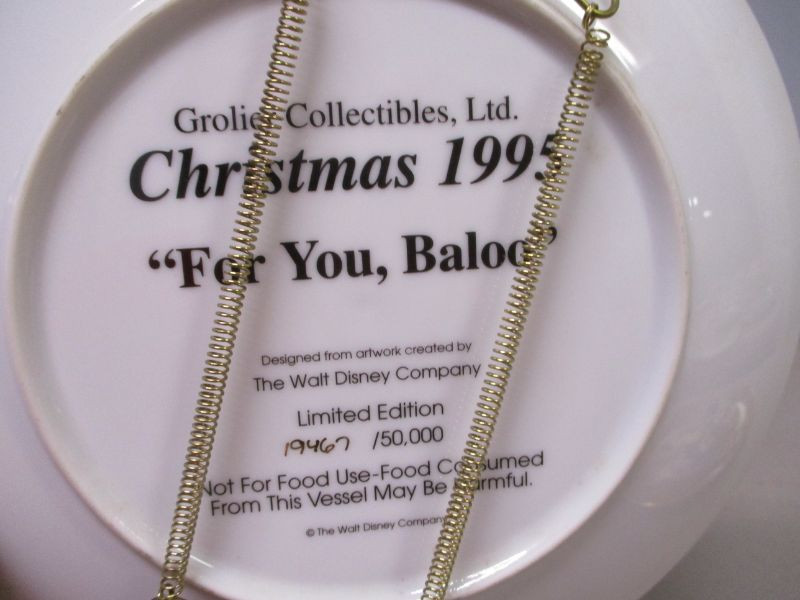 Grolier Collectibles, Ltd.
Christmas 1995
“For You, Baloo”
Designed from artwork created by
The Walt Disney Company
Limited Edition
19467 /50,000
Not For Food Use-Food Consumed
From This Vessel May Be Harmful.
© The Walt Disney Company